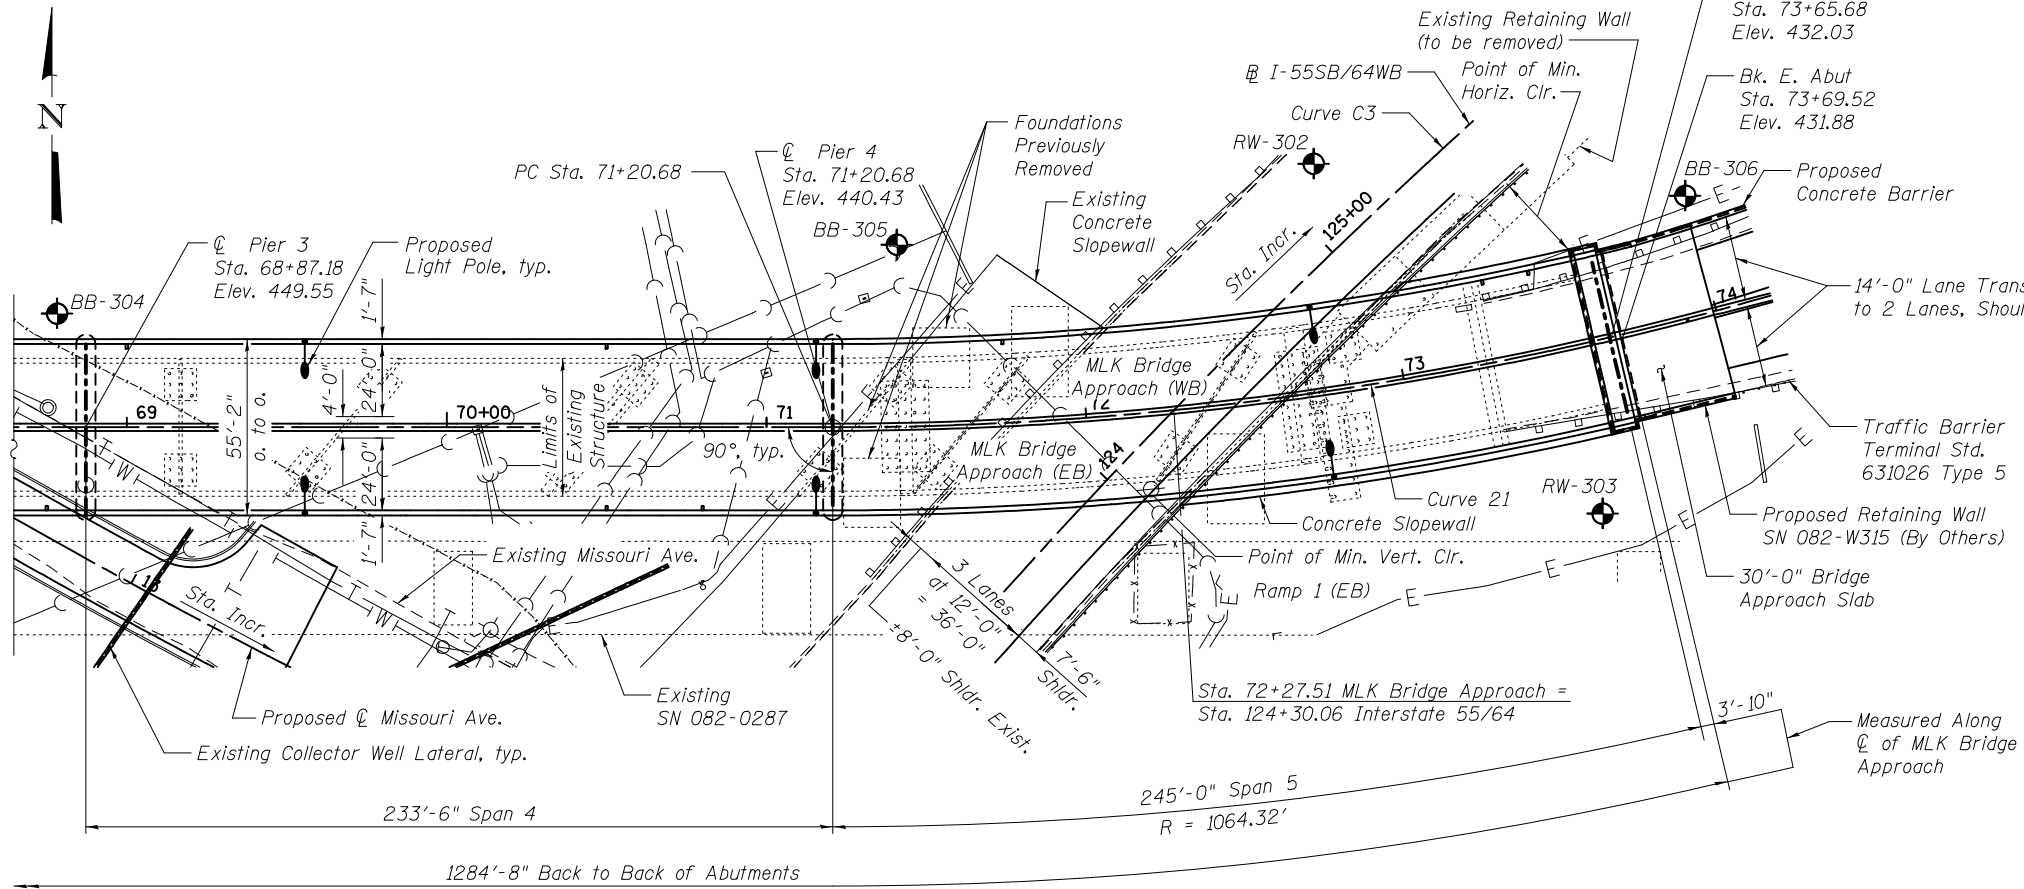 Sta. 73+65.68
Elev. 432.03
Existing Retaining Wall
(to be removed)
℄ I-55SB/64WB
Point of Min.
Horiz. Clr.
Bk. E. Abut
Sta. 73+69.52
Elev. 431.88
Curve C3
N
Foundations
Previously
Removed
RW-302
℄ Pier 4
Sta. 71+20.68
Elev. 440.43
PC Sta. 71+20.68
BB-306
Proposed
Concrete Barrier
Existing
Concrete
Slopewall
125+00
BB-305
℄ Pier 3
Sta. 68+87.18
Elev. 449.55
Proposed
Light Pole, typ.
Sta. Incr.
E
E
E
BB-304
1'-7"
14'-0" Lane Trans
to 2 Lanes, Shoul
74
MLK Bridge
Approach (WB)
73
4'-0"
24'-0"
69
70+00
71
72
55'-2"
o. to o.
Limits of
Existing
Structure
90°, typ.
MLK Bridge
Approach (EB)
124
Traffic Barrier
Terminal Std.
631026 Type 5
T
W
24'-0"
E
E
Curve 21
RW-303
Concrete Slopewall
Proposed Retaining Wall
SN 082-W315 (By Others)
E
1'-7"
Existing Missouri Ave.
Point of Min. Vert. Clr.
E
30'-0" Bridge
Approach Slab
Sta. Incr.
T
T
W
T
3 Lanes
at 12'-0"
= 36'-0"
+8'-0" Shldr. Exist.
7'-6"
Shldr.
Ramp 1 (EB)
E
E
E
Existing
SN 082-0287
Sta. 72+27.51 MLK Bridge Approach =
Sta. 124+30.06 Interstate 55/64
3'-10"
Proposed ℄ Missouri Ave.
Existing Collector Well Lateral, typ.
Measured Along
℄ of MLK Bridge
Approach
233'-6" Span 4
245'-0" Span 5
R = 1064.32'
1284'-8" Back to Back of Abutments